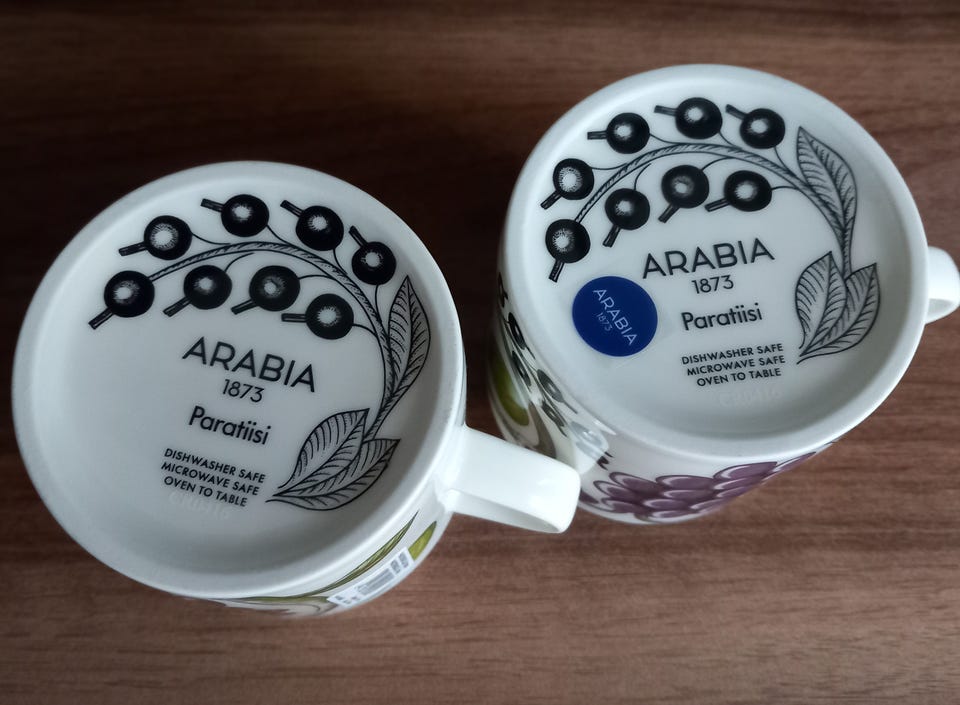 ARABIA
1873
Paratiisi
DISHWASHER SAFE
MICROWAVE SAFE
OVEN TO TABLE
ARABIA
1873
Paratiisi
DISHWASHER SAFE
MICROWAVE SAFE
OVEN TO TABLE
ARABIA
1873